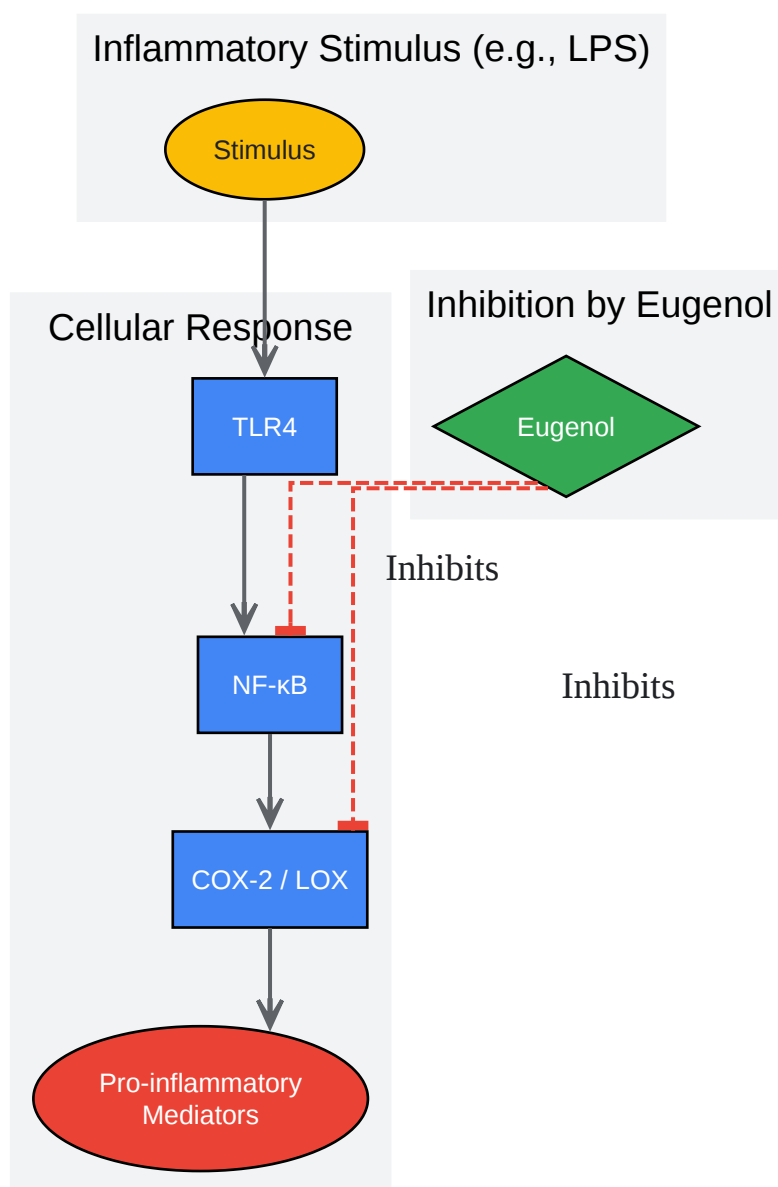 Inflammatory Stimulus (e.g., LPS)
Stimulus
Cellular Response
Inhibition by Eugenol
TLR4
Eugenol
Inhibits
NF-κB
Inhibits
COX-2 / LOX
Pro-inflammatory
Mediators